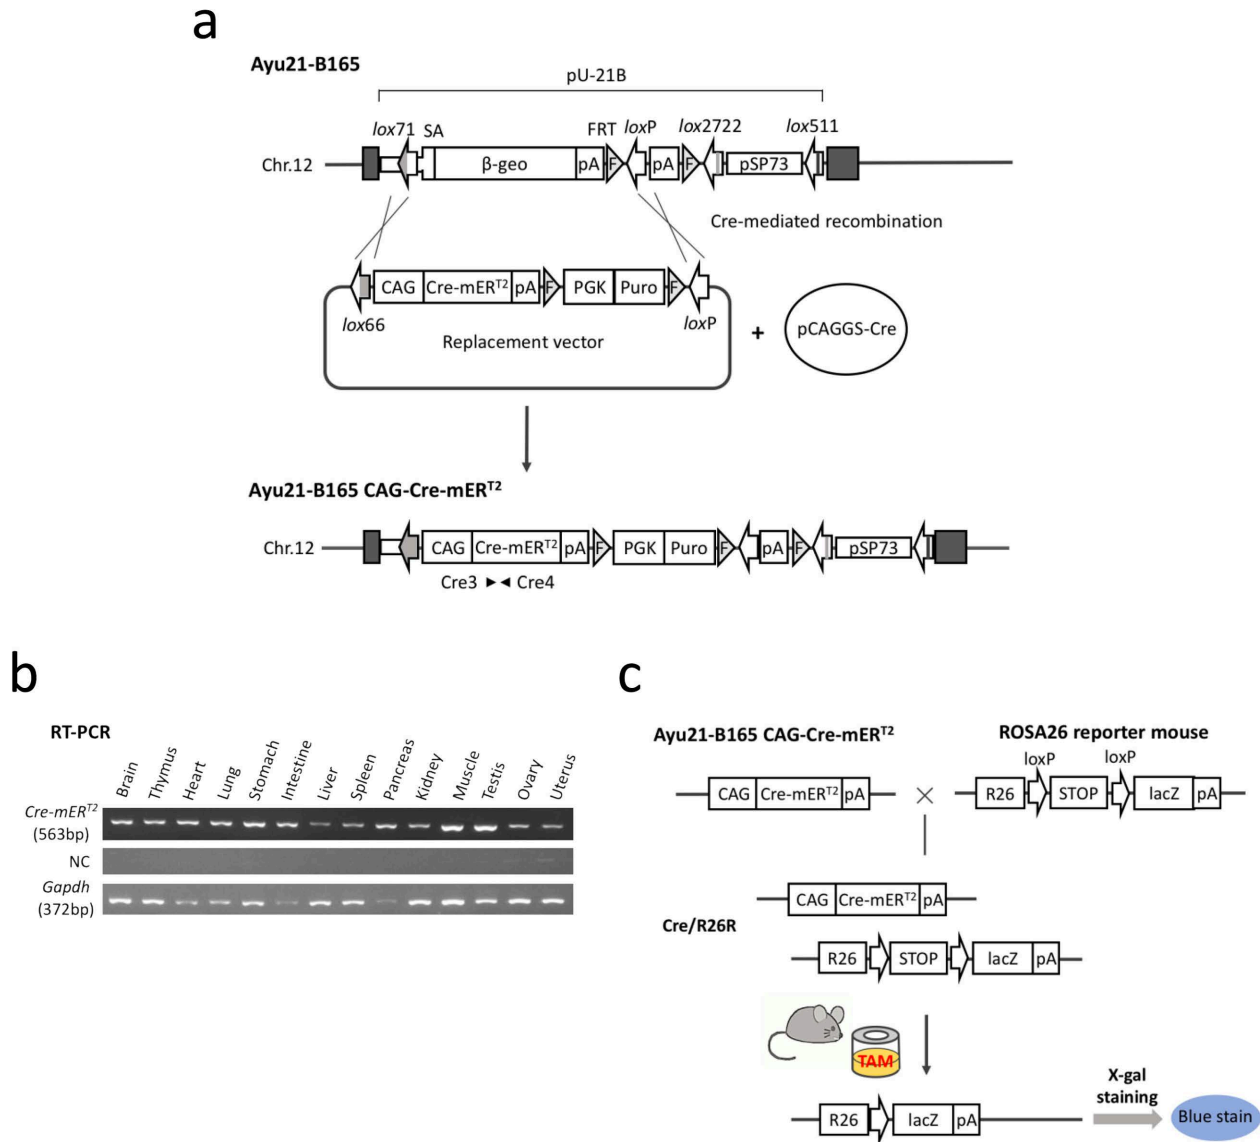 a
Ayu21-B165
pU-21B
lox71 SA FRT loxP lox2722 lox511
Chr.12 β-geo pA F pA F pSP73
Cre-mediated recombination
CAG Cre-mERT2 pA F PGK Puro F
lox66 loxP
Replacement vector + pCAGGS-Cre
Ayu21-B165 CAG-Cre-mERT2
Chr.12 CAG Cre-mERT2 pA F PGK Puro F pA F pSP73
Cre3 ►◄ Cre4
b
RT-PCR
Brain Thymus Heart Lung Stomach Intestine Liver Spleen Pancreas Kidney Muscle Testis Ovary Uterus
Cre-mERT2
(563bp)
NC
Gapdh
(372bp)
c
Ayu21-B165 CAG-Cre-mERT2 ROSA26 reporter mouse
loxP loxP
CAG Cre-mERT2 pA × R26 STOP lacZ pA
CAG Cre-mERT2 pA
Cre/R26R
R26 STOP lacZ pA
TAM
X-gal
staining
R26 lacZ pA Blue stain